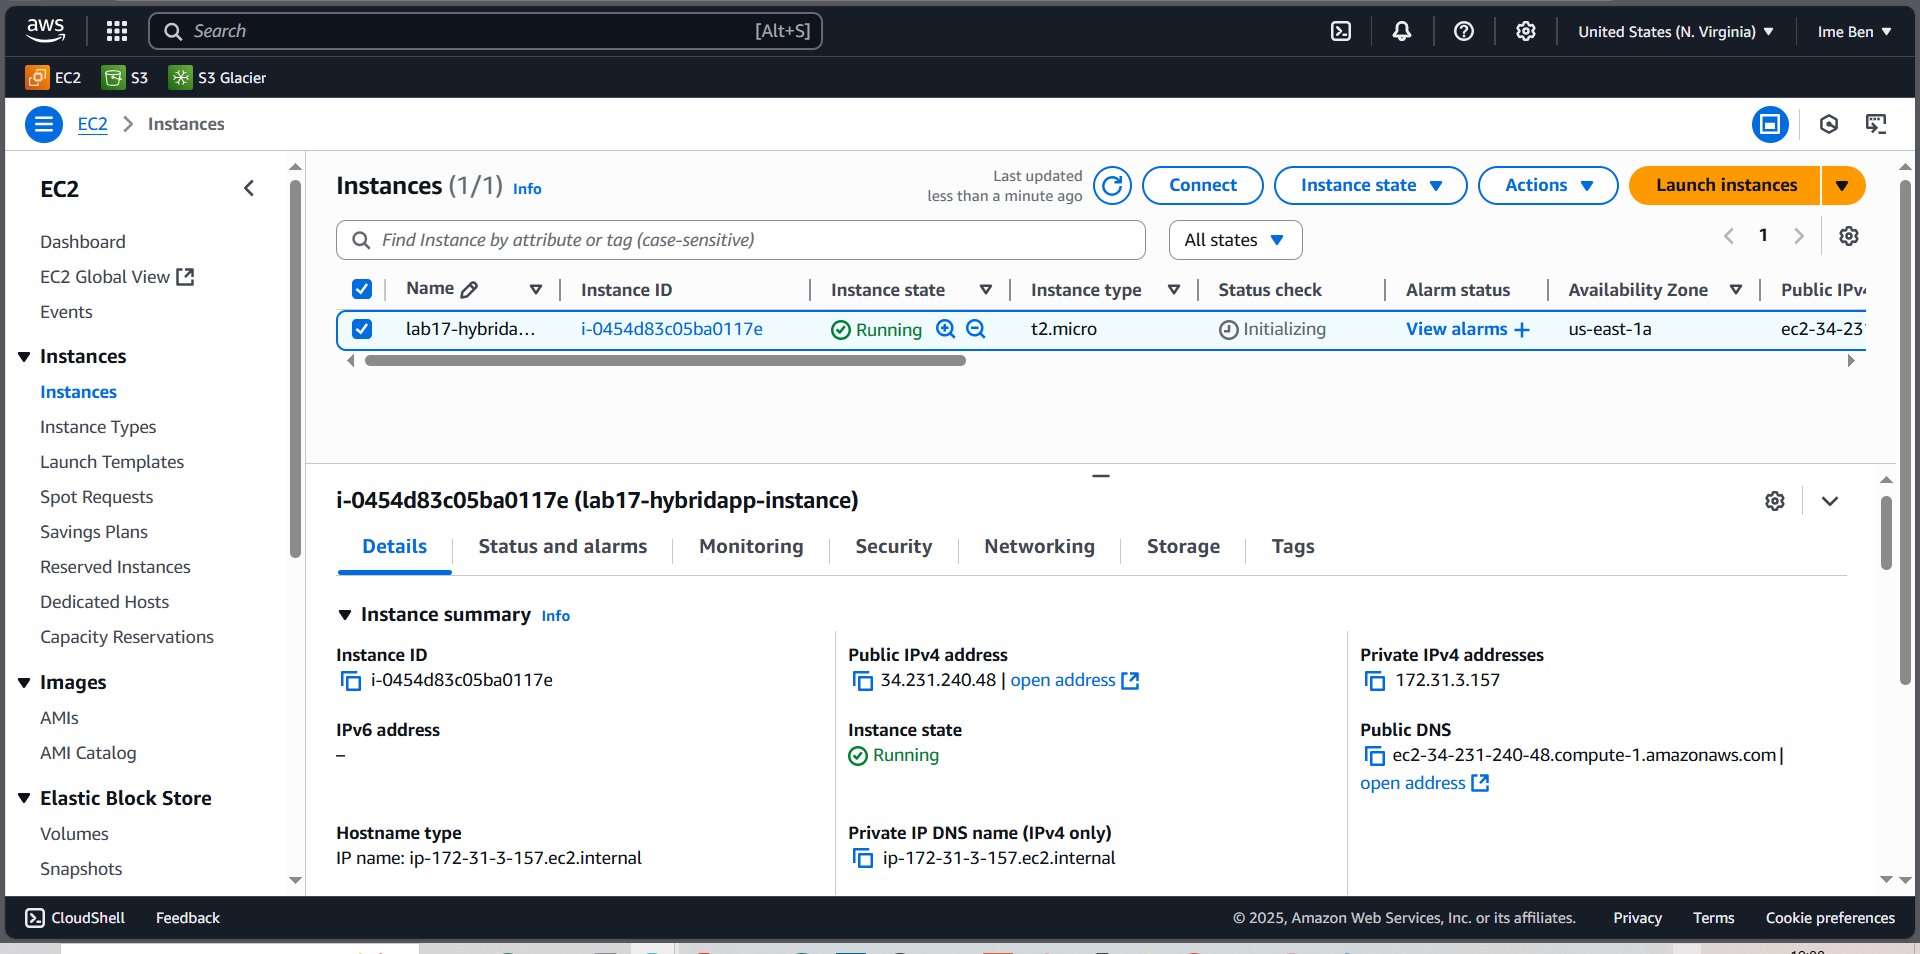 aws
Search [Alt+S]
United States (N. Virginia)
Ime Ben
EC2
S3
S3 Glacier
EC2
Instances
EC2
Dashboard
EC2 Global View
Events
Instances
Instances
Instance Types
Launch Templates
Spot Requests
Savings Plans
Reserved Instances
Dedicated Hosts
Capacity Reservations
Images
AMIs
AMI Catalog
Elastic Block Store
Volumes
Snapshots
Instances (1/1) Info
Last updated
less than a minute ago
Connect
Instance state
Actions
Launch instances
Find Instance by attribute or tag (case-sensitive)
All states
1
Name Instance ID Instance state Instance type Status check Alarm status Availability Zone Public IPv4
lab17-hybrida... i-0454d83c05ba0117e Running t2.micro Initializing View alarms + us-east-1a ec2-34-231
i-0454d83c05ba0117e (lab17-hybridapp-instance)
Details Status and alarms Monitoring Security Networking Storage Tags
Instance summary Info
Instance ID
i-0454d83c05ba0117e
Public IPv4 address
34.231.240.48 | open address
Private IPv4 addresses
172.31.3.157
IPv6 address
–
Instance state
Running
Public DNS
ec2-34-231-240-48.compute-1.amazonaws.com |
open address
Hostname type
IP name: ip-172-31-3-157.ec2.internal
Private IP DNS name (IPv4 only)
ip-172-31-3-157.ec2.internal
CloudShell
Feedback
© 2025, Amazon Web Services, Inc. or its affiliates.
Privacy
Terms
Cookie preferences